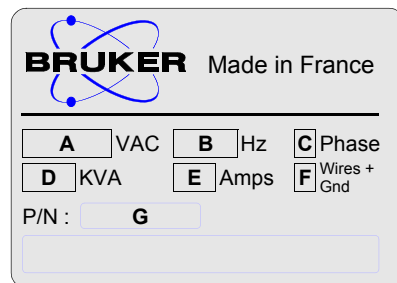 BRUKER Made in France
A VAC B Hz C Phase
D KVA E Amps F Wires + Gnd
P/N : G